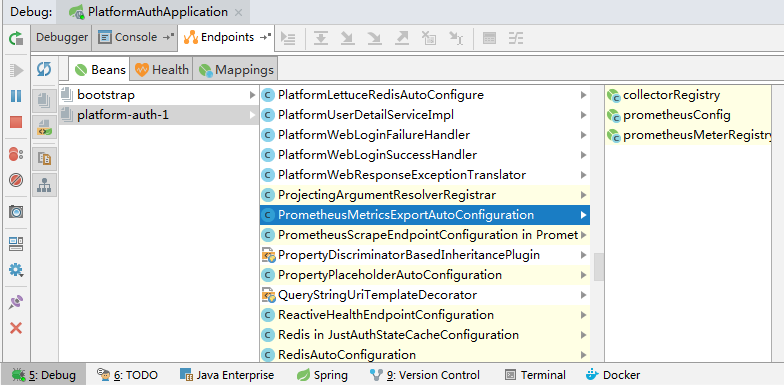 Debug: PlatformAuthApplication
Debugger Console Endpoints
Beans Health Mappings
bootstrap
platform-auth-1
PlatformLettuceRedisAutoConfigure
PlatformUserDetailServiceImpl
PlatformWebLoginFailureHandler
PlatformWebLoginSuccessHandler
PlatformWebResponseExceptionTranslator
ProjectingArgumentResolverRegistrar
PrometheusMetricsExportAutoConfiguration
PrometheusScrapeEndpointConfiguration in Promet
PropertyDiscriminatorBasedInheritancePlugin
PropertyPlaceholderAutoConfiguration
QueryStringUriTemplateDecorator
ReactiveHealthEndpointConfiguration
Redis in JustAuthStateCacheConfiguration
RedisAutoConfiguration
collectorRegistry
prometheusConfig
prometheusMeterRegistry
5: Debug 6: TODO Java Enterprise Spring 9: Version Control Terminal Docker